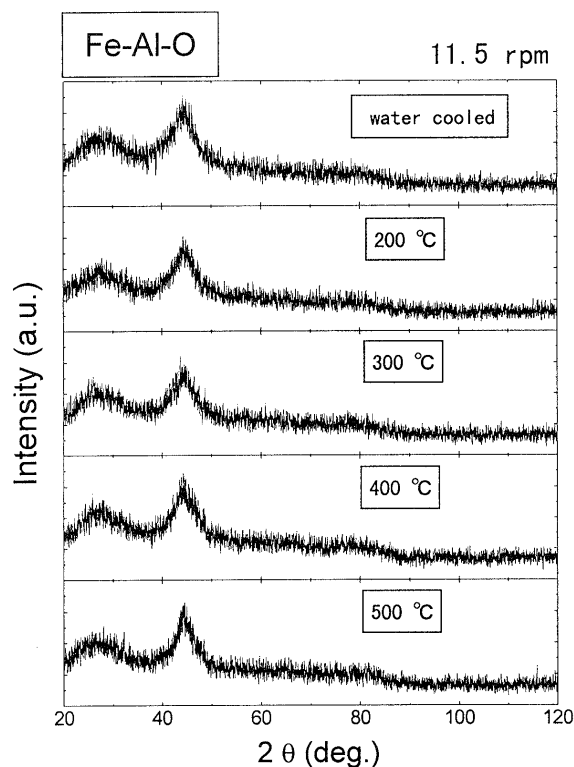 Fe-Al-O
11.5 rpm
water cooled
200 ℃
300 ℃
400 ℃
500 ℃
Intensity (a.u.)
20 40 60 80 100 120
2 θ (deg.)